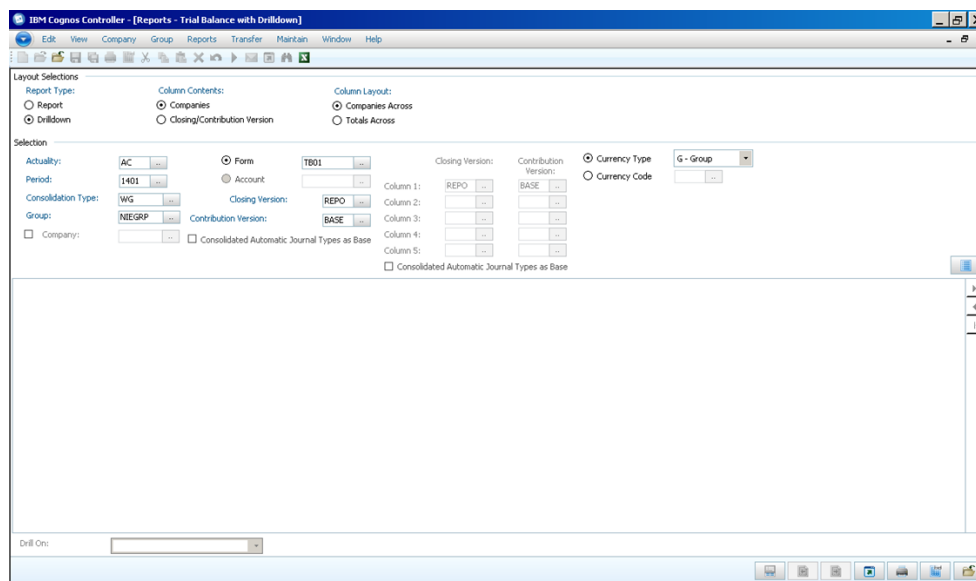 IBM Cognos Controller - [Reports - Trial Balance with Drilldown]
Edit View Company Group Reports Transfer Maintain Window Help
Layout Selections
Report Type: Column Contents: Column Layout:
Report Companies Companies Across
Drilldown Closing/Contribution Version Totals Across
Selection
Actuality: AC .. Form TB01 .. Closing Version: Contribution Version: Currency Type G - Group
Period: 1401 .. Account .. Column 1: REPO .. BASE .. Currency Code ..
Consolidation Type: WG .. Closing Version: REPO .. Column 2: .. ..
Group: NIEGRP .. Contribution Version: BASE .. Column 3: .. ..
Company: .. Consolidated Automatic Journal Types as Base Column 4: .. ..
Column 5: .. ..
Consolidated Automatic Journal Types as Base
Drill On: